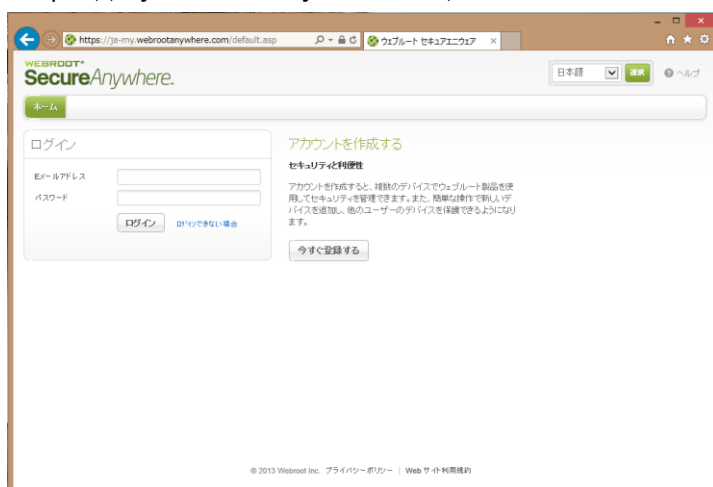 https://ja-my.webrootanywhere.com/default.asp
ウェブルート セキュアエニウェア
WEBROOT®
SecureAnywhere™
日本語
選択
ヘルプ
ホーム
ログイン
Eメールアドレス
パスワード
ログイン
ログインできない場合
アカウントを作成する
セキュリティと利便性
アカウントを作成すると、複数のデバイスでウェブルート製品を使
用してセキュリティを管理できます。また、簡単な操作で新しいデ
バイスを追加し、他のユーザーのデバイスを保護できるようになり
ます。
今すぐ登録する
© 2013 Webroot Inc. プライバシーポリシー | Web サイト利用規約